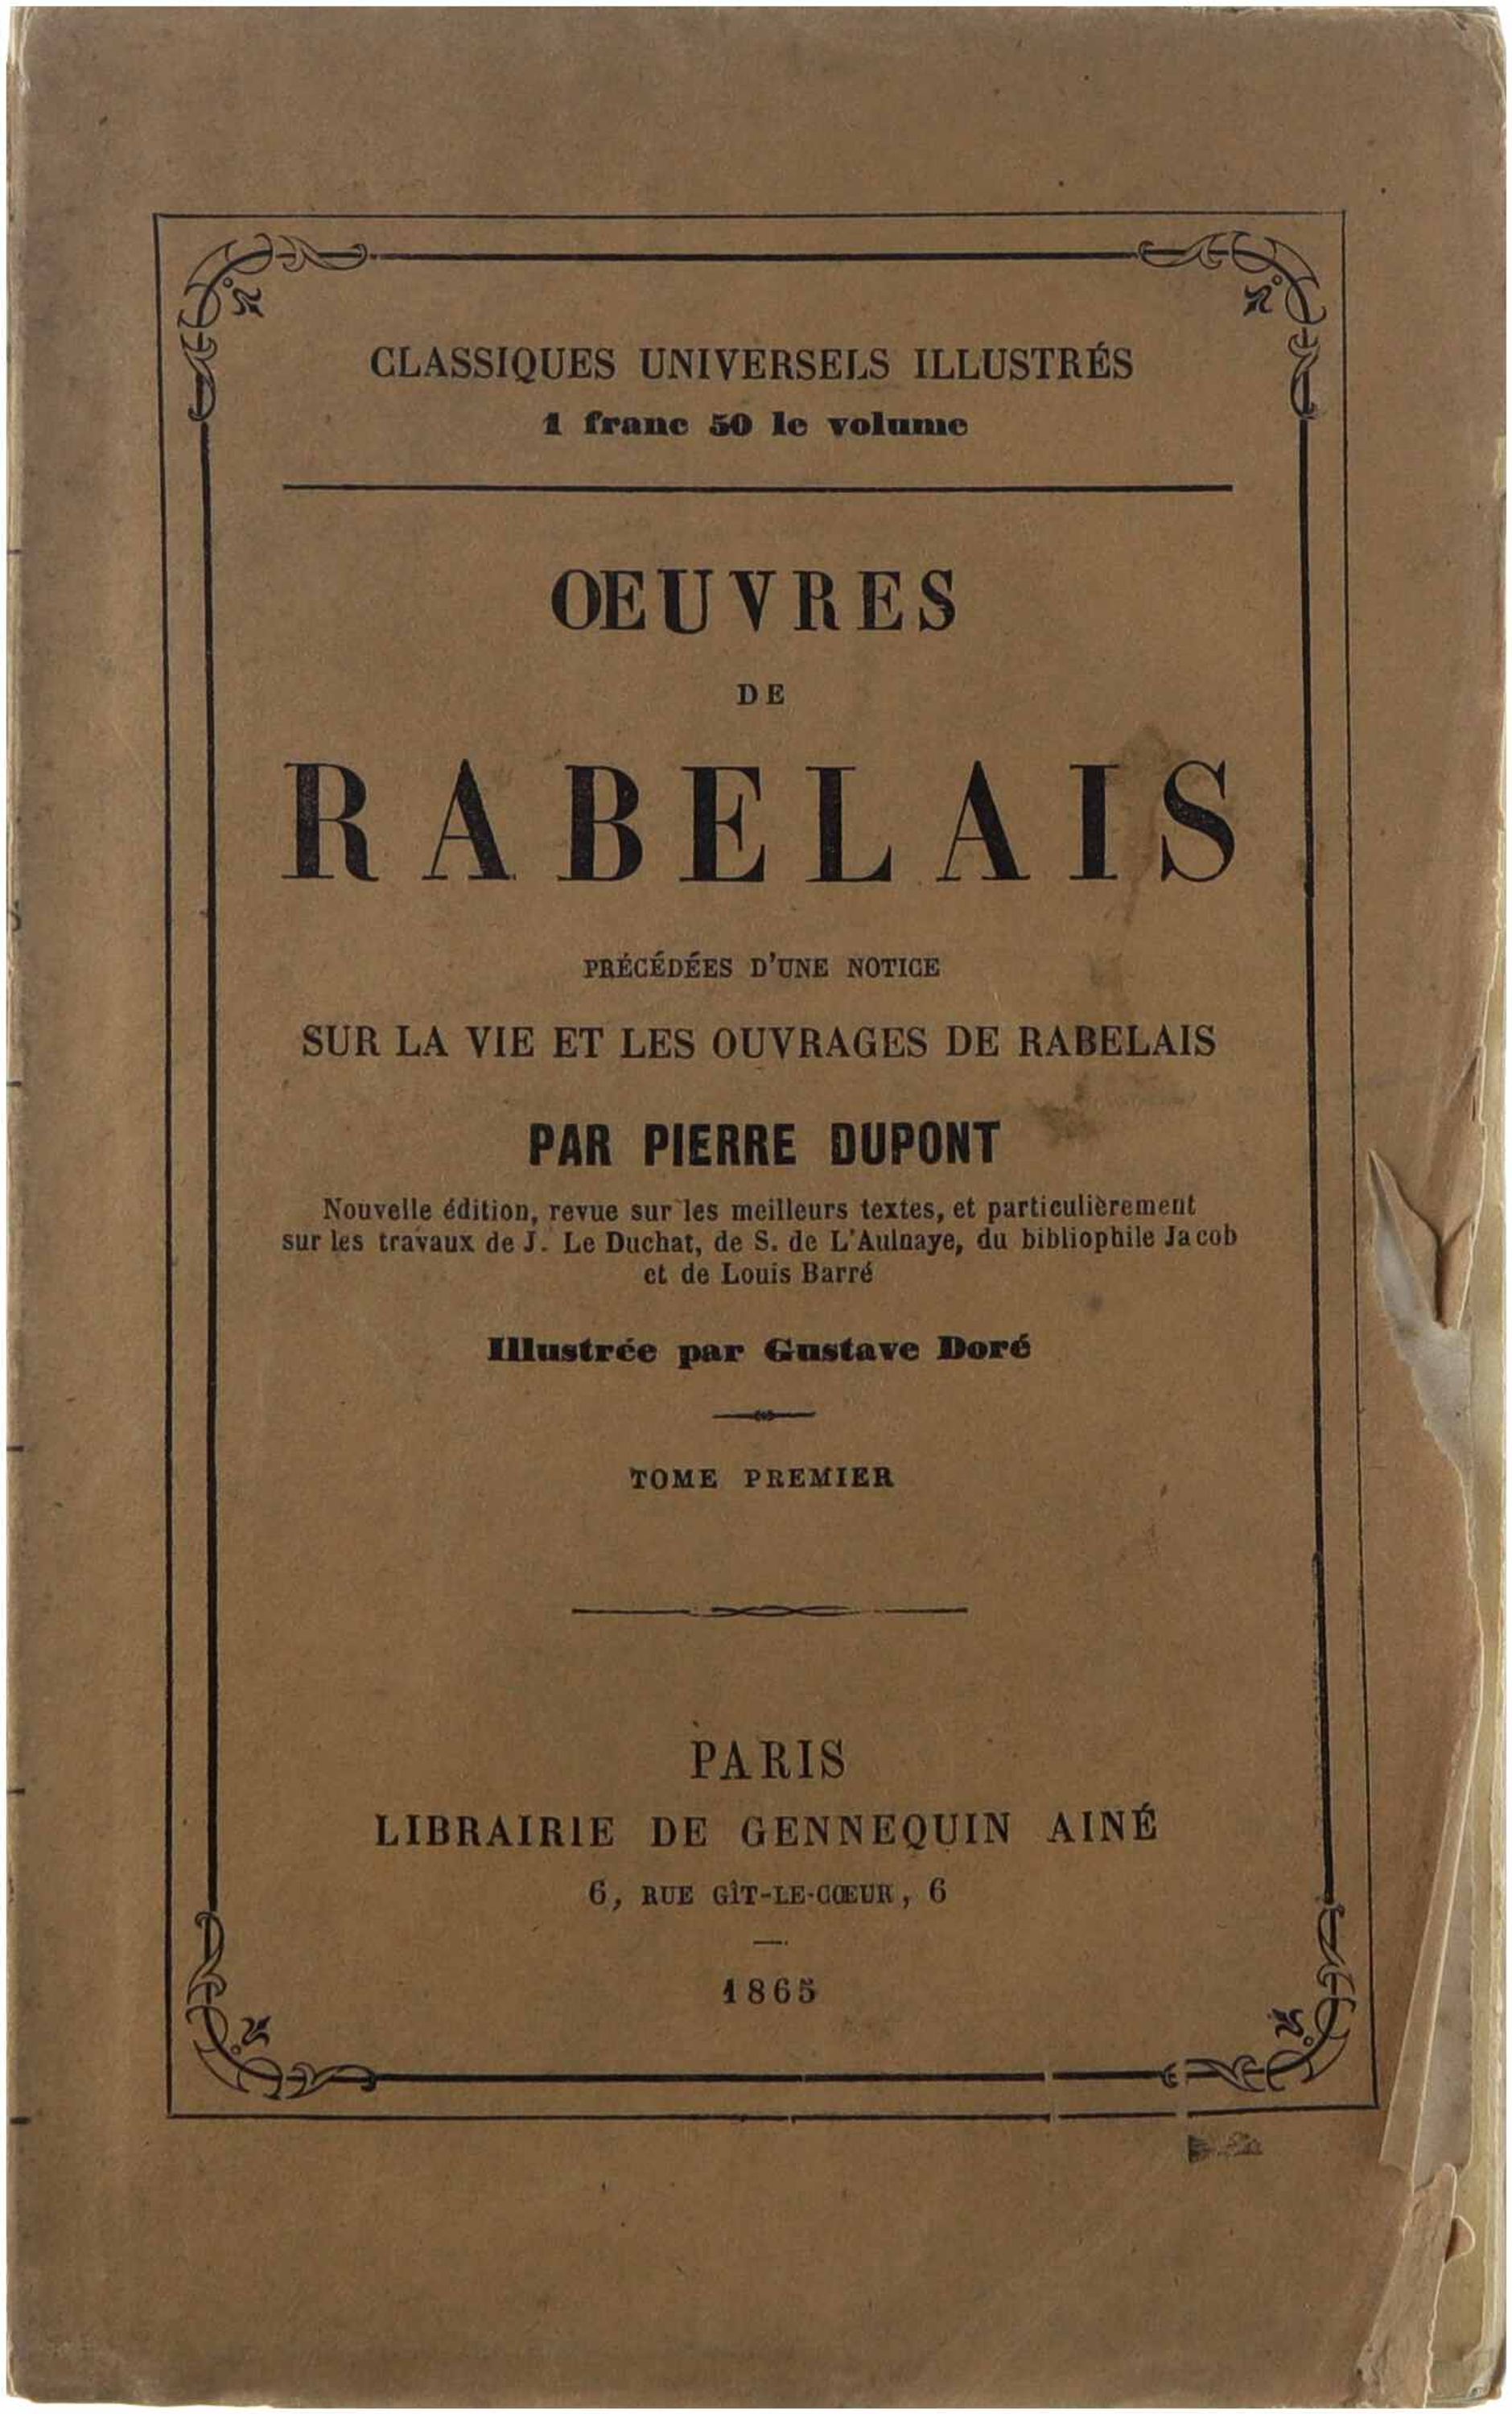 CLASSIQUES UNIVERSELS ILLUSTRÉS
1 franc 50 le volume
OEUVRES
DE
RABELAIS
PRÉCÉDÉES D'UNE NOTICE
SUR LA VIE ET LES OUVRAGES DE RABELAIS
PAR PIERRE DUPONT
Nouvelle édition, revue sur les meilleurs textes, et particulièrement
sur les travaux de J. Le Duchat, de S. de L'Aulnaye, du bibliophile Jacob
et de Louis Barré
Illustrée par Gustave Doré
TOME PREMIER
PARIS
LIBRAIRIE DE GENNEQUIN AINÉ
6, RUE GÎT-LE-CŒUR, 6
1865